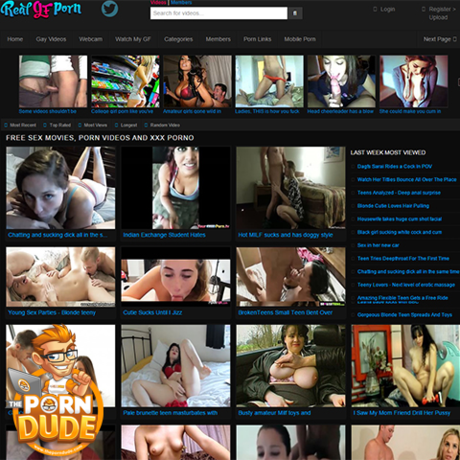 Real GF Porn
Videos | Members
Search for videos..
Login
Register
Upload
Home Gay Videos Webcam Watch My GF Categories Members Porn Links Mobile Porn Next Page
Some videos shouldn't be
College girl porn like you've
Amateur wife gone wild in
Ladies, THIS is how you fuck
Head cheerleader has a blow
She could make you cum in
Most Recent Top Rated Most Views Longest Random Video
FREE SEX MOVIES, PORN VIDEOS AND XXX PORNO
LAST WEEK MOST VIEWED
Chatting and sucking dick all in the s...
Indian Exchange Student Hates
Hot MILF sucks and has doggy style
Rides a Cock In POV
Watch Her Titties Bounce All Over The Place
Teens Analyzed - Deep anal surprise
Blonde Cutie Loves Hair Pulling
Housewife takes huge cum shot facial
Black girl sucking white cock and cum
Sex in her new car
Teen Tries Deepthroat For The First Time
Chatting and sucking dick all in the same time
Teeny Lovers - Next level of erotic massage
Amazing Flexible Teen Gets a Free Ride
Gorgeous Blonde Teen Spreads And Toys
Young Sex Parties - Blonde teeny
Cutie Sucks Until I Jizz
BrokenTeens Small Teen Bent Over
THE PORN DUDE
Pale brunette teen masturbates with
Busty amateur Milf toys and
I Saw My Mom Friend Drill Her Pussy